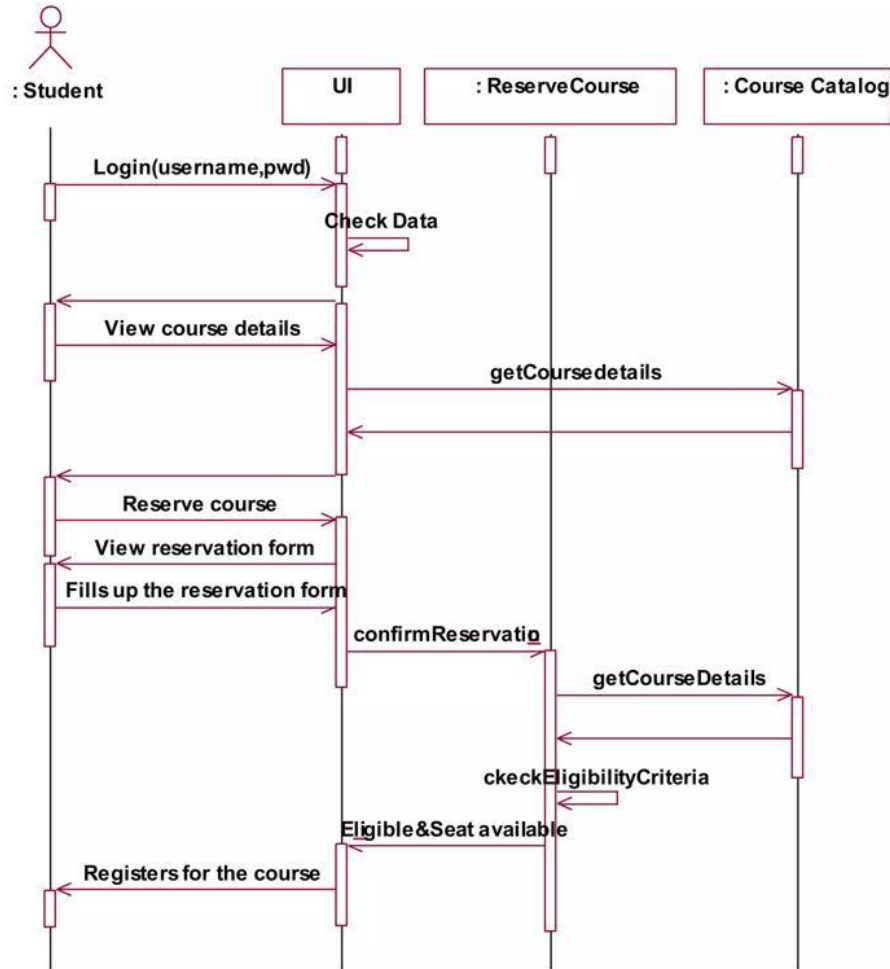 : Student
UI
: ReserveCourse
: Course Catalog
Login(username,pwd)
Check Data
View course details
getCoursedetails
Reserve course
View reservation form
Fills up the reservation form
confirmReservatio
getCourseDetails
ckeckEligibilityCriteria
Eligible&Seat available
Registers for the course